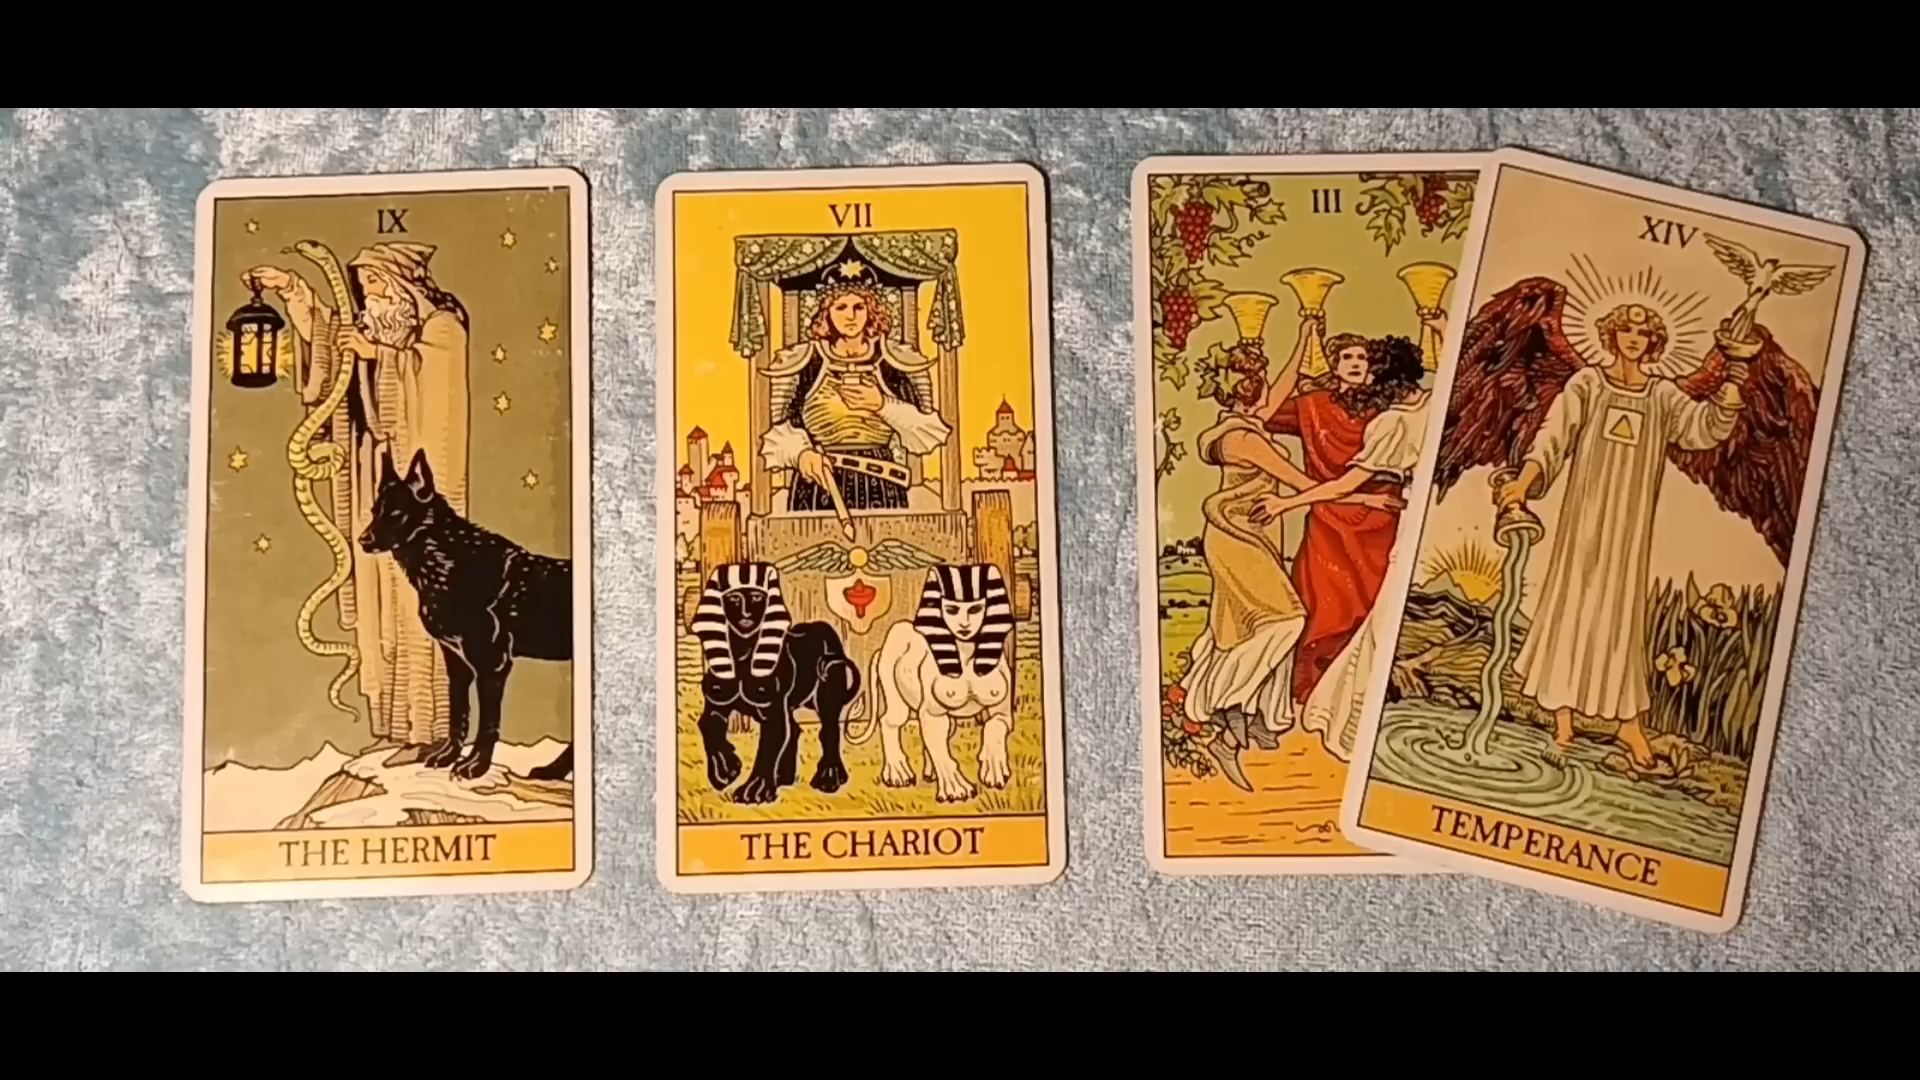 IX
THE HERMIT
VII
THE CHARIOT
III
XIV
TEMPERANCE